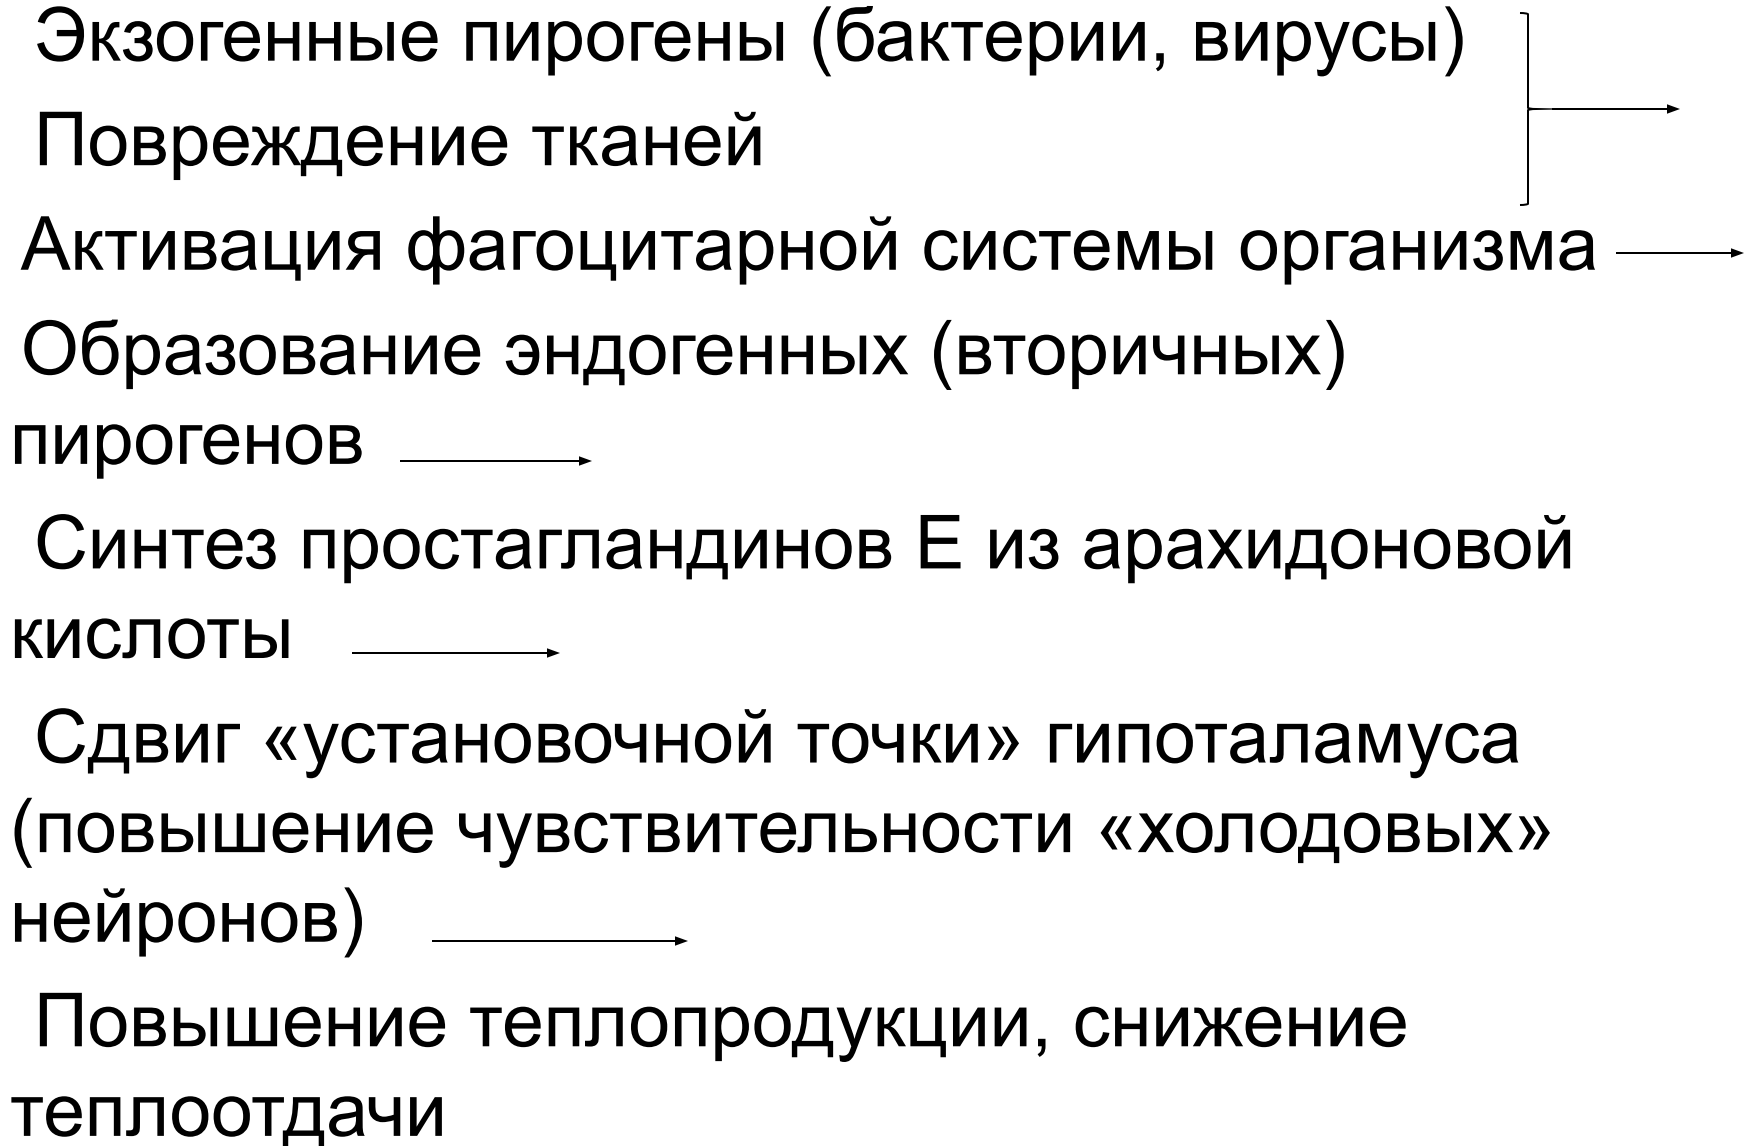 Экзогенные пирогены (бактерии, вирусы)
Повреждение тканей
Активация фагоцитарной системы организма
Образование эндогенных (вторичных)
пирогенов
Синтез простагландинов Е из арахидоновой
кислоты
Сдвиг «установочной точки» гипоталамуса
(повышение чувствительности «холодовых»
нейронов)
Повышение теплопродукции, снижение
теплоотдачи